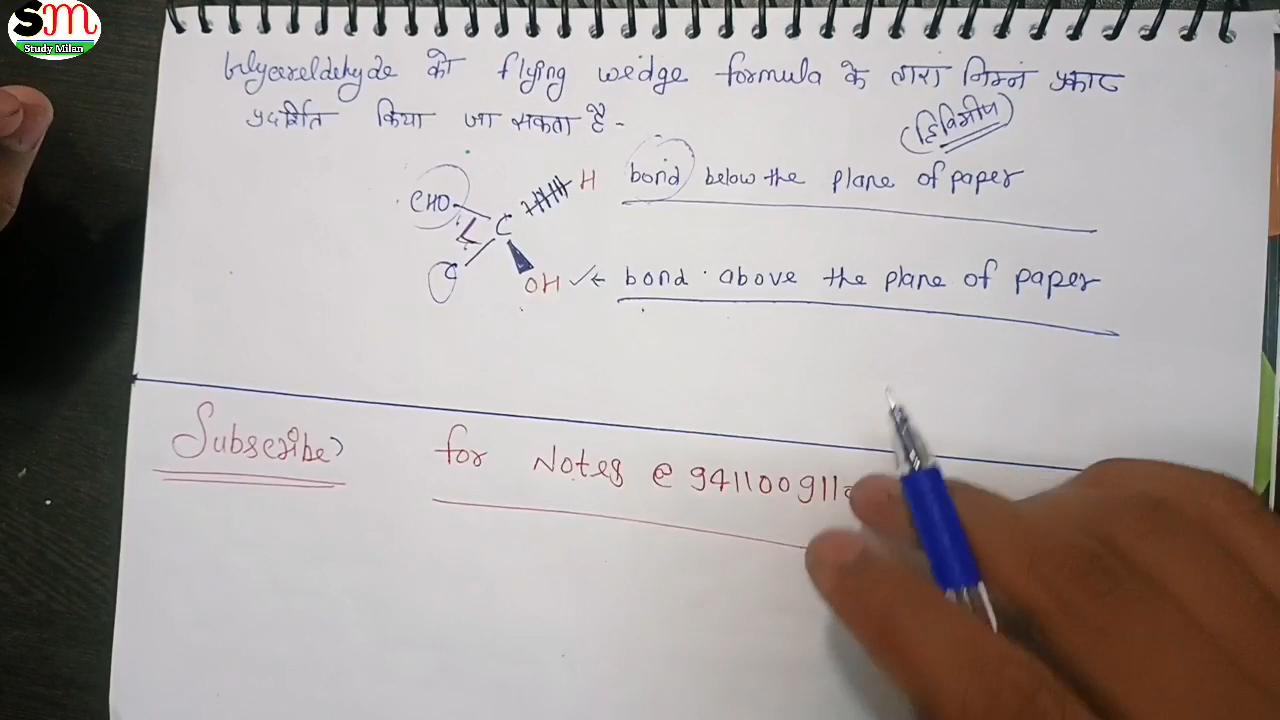 SM
Study Milan
Glyceraldehyde को flying wedge formula के द्वारा निम्न प्रकार
प्रदर्शित किया जा सकता है -
(द्विविमीय)
CHO C H bond below the plane of paper
C OH ← bond above the plane of paper
Subscribe for Notes @ 941100911